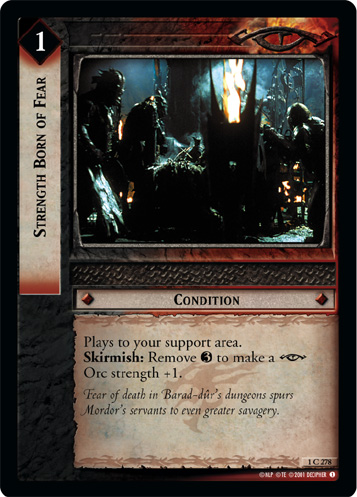 1
STRENGTH BORN OF FEAR
CONDITION
Plays to your support area.
Skirmish: Remove 3 to make a
Orc strength +1.
Fear of death in Barad-dûr's dungeons spurs
Mordor's servants to even greater savagery.
1 C 278
©NLP ™TE ©2001 DECIPHER